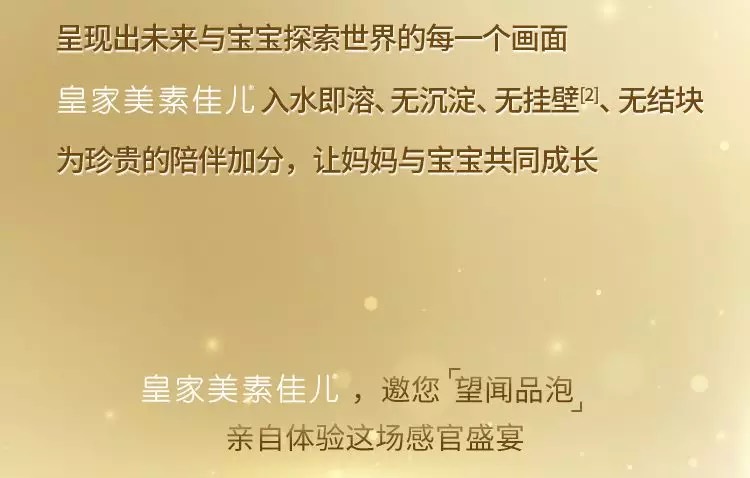 呈现出未来与宝宝探索世界的每一个画面
皇家美素佳儿®入水即溶、无沉淀、无挂壁[2]、无结块
为珍贵的陪伴加分，让妈妈与宝宝共同成长
皇家美素佳儿®，邀您「望闻品泡」
亲自体验这场感官盛宴